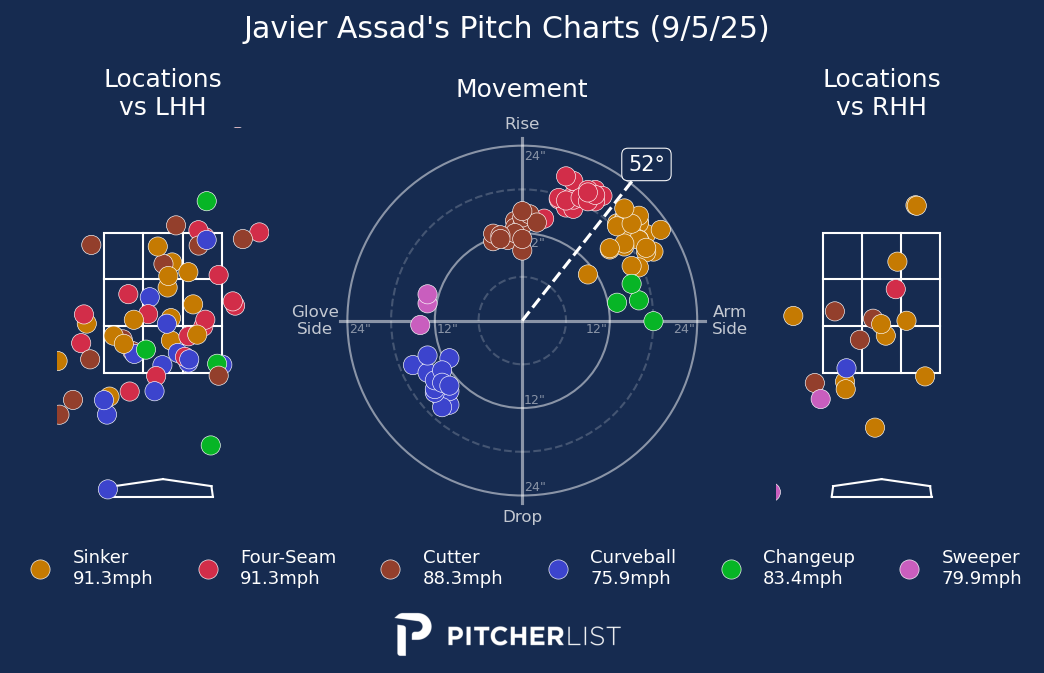 Javier Assad's Pitch Charts (9/5/25)
Locations
vs LHH
Movement
Locations
vs RHH
Rise
24"
52°
12"
Glove
Side
24"
12"
12"
24"
Arm
Side
12"
24"
Drop
Sinker
91.3mph
Four-Seam
91.3mph
Cutter
88.3mph
Curveball
75.9mph
Changeup
83.4mph
Sweeper
79.9mph
PITCHERLIST